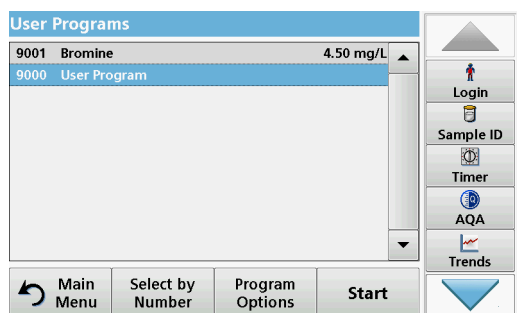 User Programs
9001 Bromine 4.50 mg/L
9000 User Program
Login
Sample ID
Timer
AQA
Trends
Main Menu
Select by Number
Program Options
Start